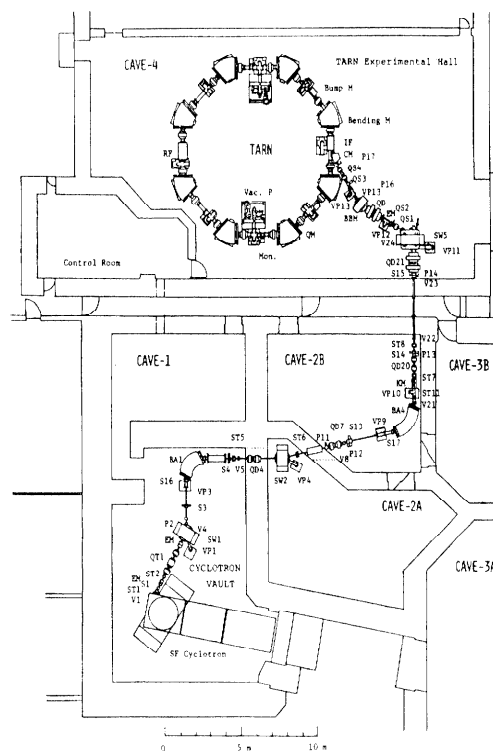 CAVE-4
TARN Experimental Hall
Bump M
Bending M
RF
TARN
IF
CM
P17
QS4
QS3
VP13
P16
Vac. P
VP13
BBM
QD
EM
QS2
VP12
QS1
SW5
VZ4
VP11
QM
Mon.
Control Room
QD21
S15
P14
V23
CAVE-1
CAVE-2B
CAVE-3B
ST8
V22
S14
P13
QD20
ST7
KM
VP10
ST11
V21
BA4
ST5
ST6
P11
QD7
S13
VP9
S17
BA1
S4
V5
QD4
SW2
VP4
V8
P12
S16
VP3
S3
CAVE-2A
P2
V4
EM
SW1
VP1
QT1
CYCLOTRON
VAULT
CAVE-3A
EM
ST2
S1
ST1
V1
SF Cyclotron
0 5 m 10 m